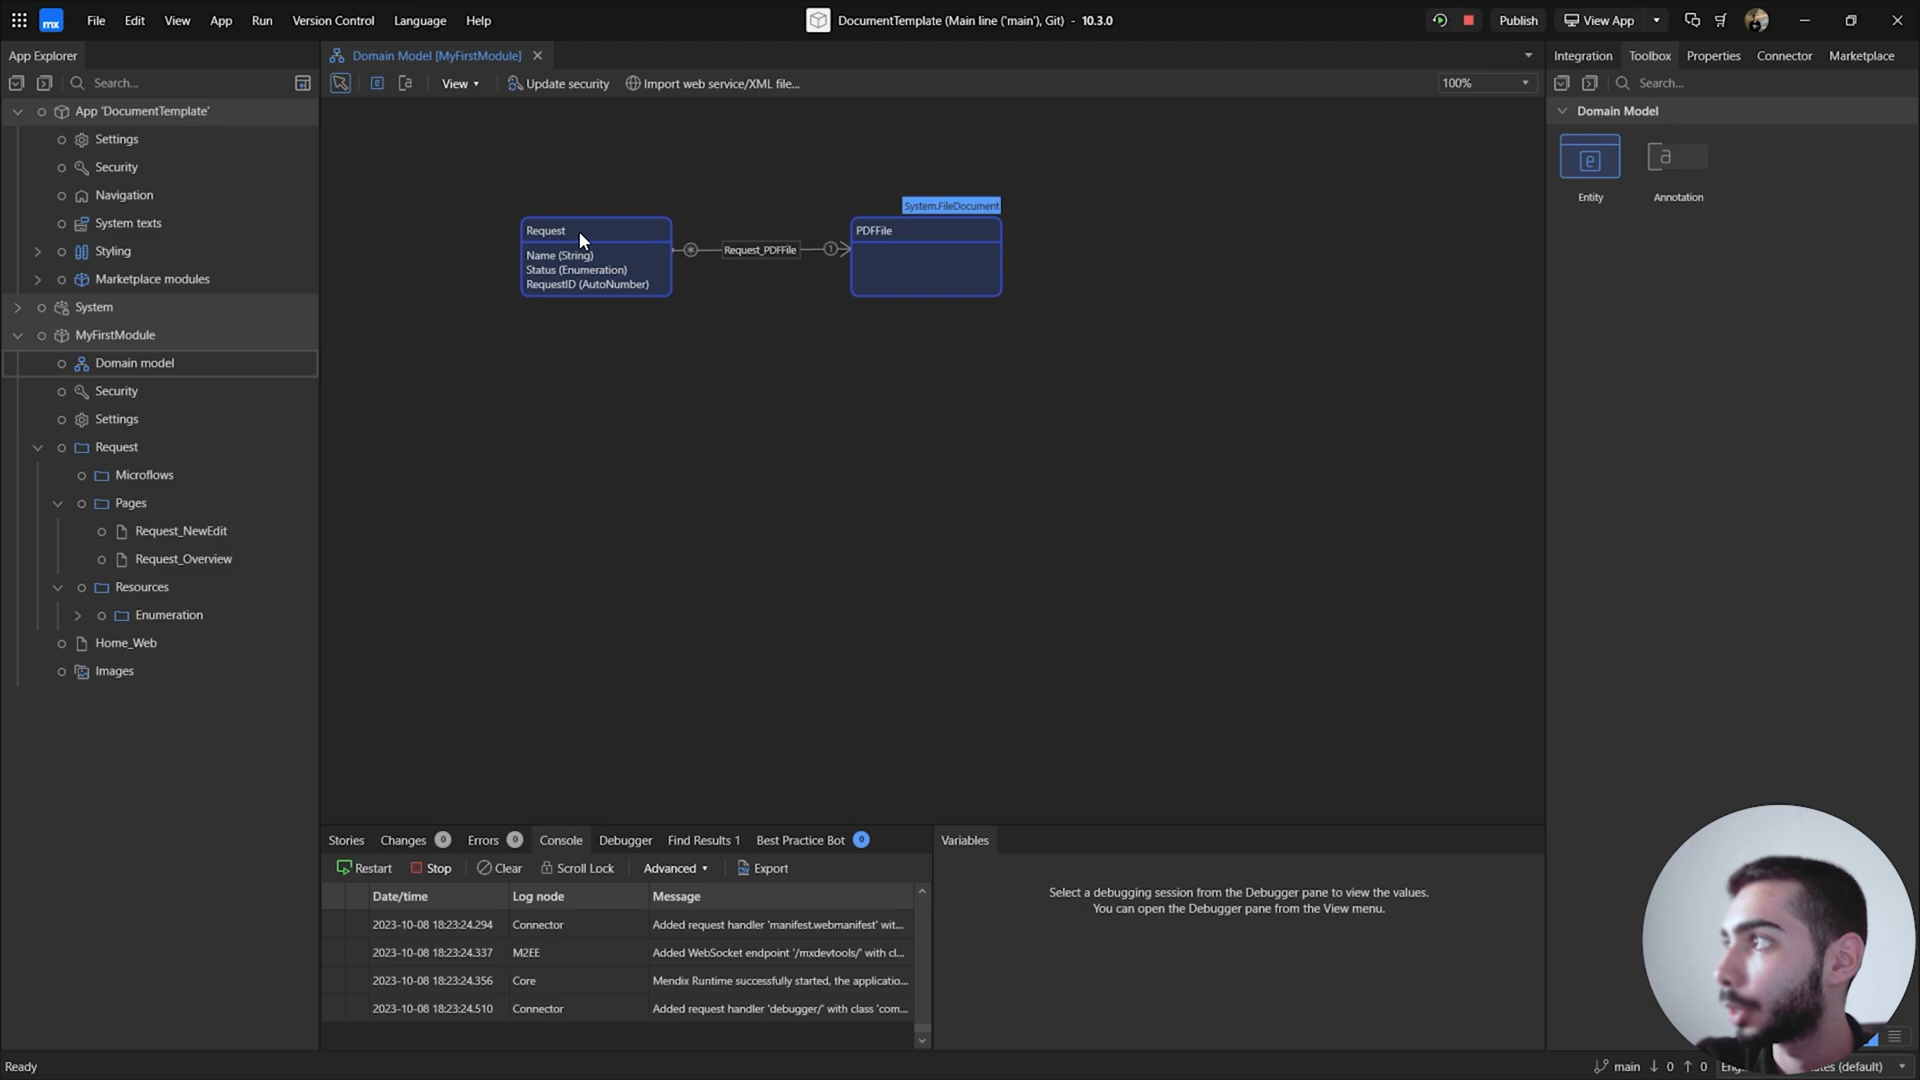 mx File Edit View App Run Version Control Language Help
DocumentTemplate (Main line ('main'), Git) - 10.3.0
Publish View App
App Explorer
Search...
App 'DocumentTemplate'
Settings
Security
Navigation
System texts
Styling
Marketplace modules
System
MyFirstModule
Domain model
Security
Settings
Request
Microflows
Pages
Request_NewEdit
Request_Overview
Resources
Enumeration
Home_Web
Images
Domain Model [MyFirstModule]
View Update security Import web service/XML file...
100%
System.FileDocument
Request
Name (String)
Status (Enumeration)
RequestID (AutoNumber)
Request_PDFFile
1
PDFFile
Integration Toolbox Properties Connector Marketplace
Search...
Domain Model
Entity Annotation
Stories Changes 0 Errors 0 Console Debugger Find Results 1 Best Practice Bot 0
Restart Stop Clear Scroll Lock Advanced Export
Date/time Log node Message
2023-10-08 18:23:24.294 Connector Added request handler 'manifest.webmanifest' wit...
2023-10-08 18:23:24.337 M2EE Added WebSocket endpoint '/mxdevtools/' with cl...
2023-10-08 18:23:24.356 Core Mendix Runtime successfully started, the applicatio...
2023-10-08 18:23:24.510 Connector Added request handler 'debugger/' with class 'com...
Variables
Select a debugging session from the Debugger pane to view the values.
You can open the Debugger pane from the View menu.
Ready
main 0 0 (default)